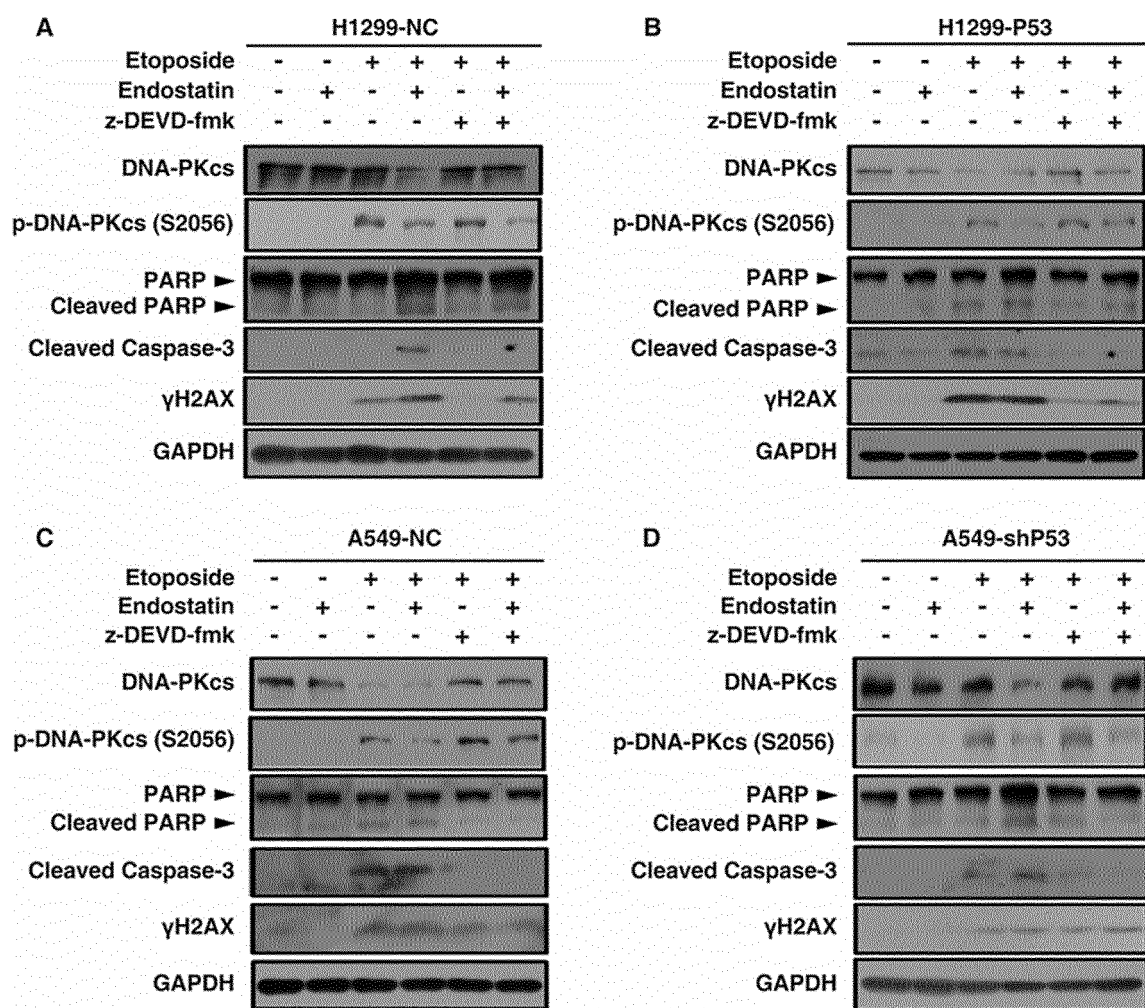 A
H1299-NC
Etoposide - - + + + +
Endostatin - + - + - +
z-DEVD-fmk - - - - + +
DNA-PKcs
p-DNA-PKcs (S2056)
PARP ►
Cleaved PARP ►
Cleaved Caspase-3
γH2AX
GAPDH
B
H1299-P53
Etoposide - - + + + +
Endostatin - + - + - +
z-DEVD-fmk - - - - + +
DNA-PKcs
p-DNA-PKcs (S2056)
PARP ►
Cleaved PARP ►
Cleaved Caspase-3
γH2AX
GAPDH
C
A549-NC
Etoposide - - + + + +
Endostatin - + - + - +
z-DEVD-fmk - - - - + +
DNA-PKcs
p-DNA-PKcs (S2056)
PARP ►
Cleaved PARP ►
Cleaved Caspase-3
γH2AX
GAPDH
D
A549-shP53
Etoposide - - + + + +
Endostatin - + - + - +
z-DEVD-fmk - - - - + +
DNA-PKcs
p-DNA-PKcs (S2056)
PARP ►
Cleaved PARP ►
Cleaved Caspase-3
γH2AX
GAPDH